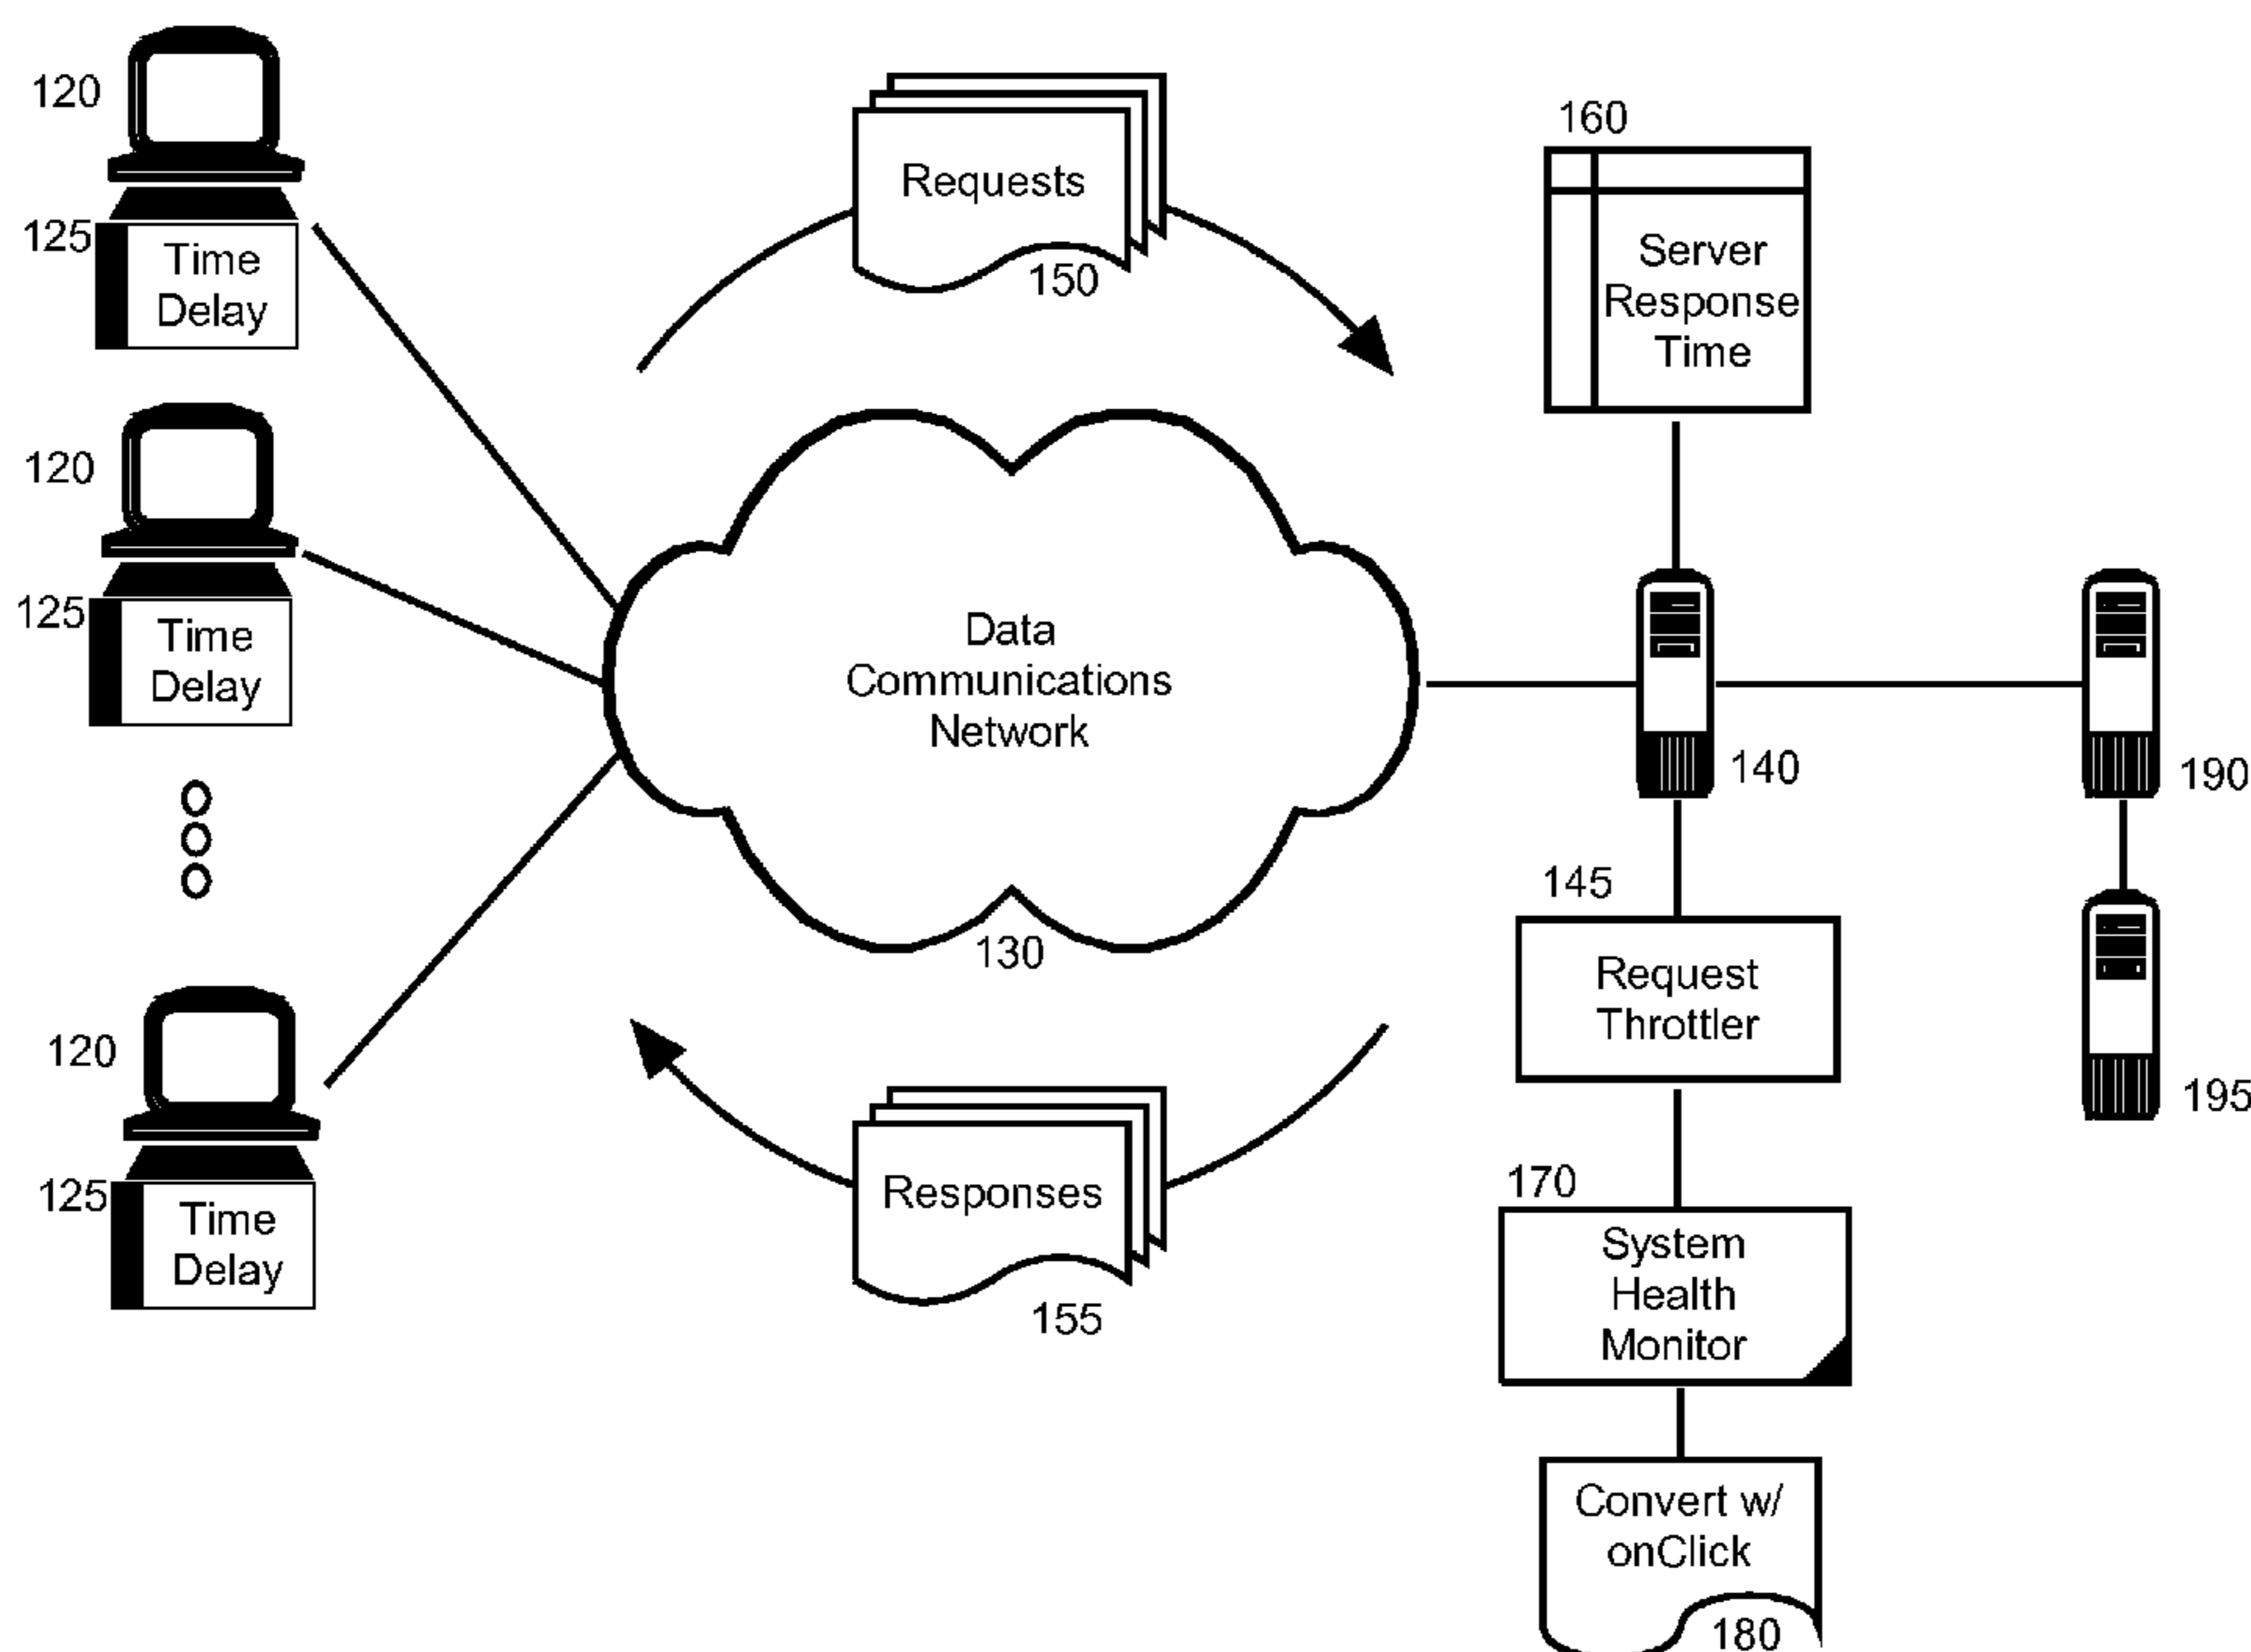 120
125
Time
Delay
120
125
Time
Delay
120
125
Time
Delay
Requests
150
Data
Communications
Network
130
Responses
155
160
Server
Response
Time
140
190
145
Request
Throttler
195
170
System
Health
Monitor
Convert w/
onClick
180